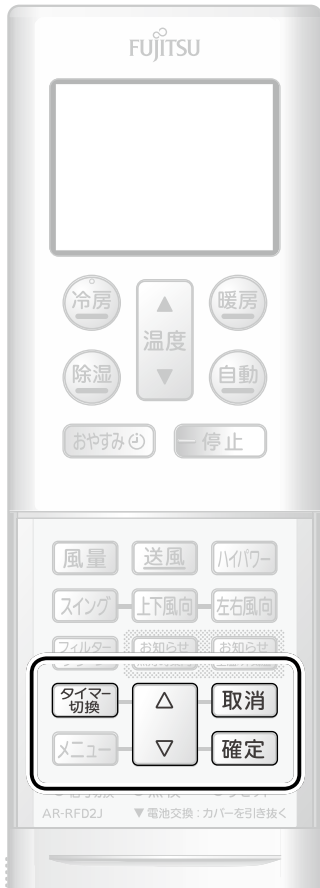 FUJITSU
冷房 ▲ 暖房
温度
除湿 ▼ 自動
おやすみ 停止
風量 送風 ハイパワー
スイング 上下風向 左右風向
フィルター お知らせ お知らせ
タイマー切換 △ 取消
メニュー ▽ 確定
AR-RFD2J ▼電池交換:カバーを引き抜く